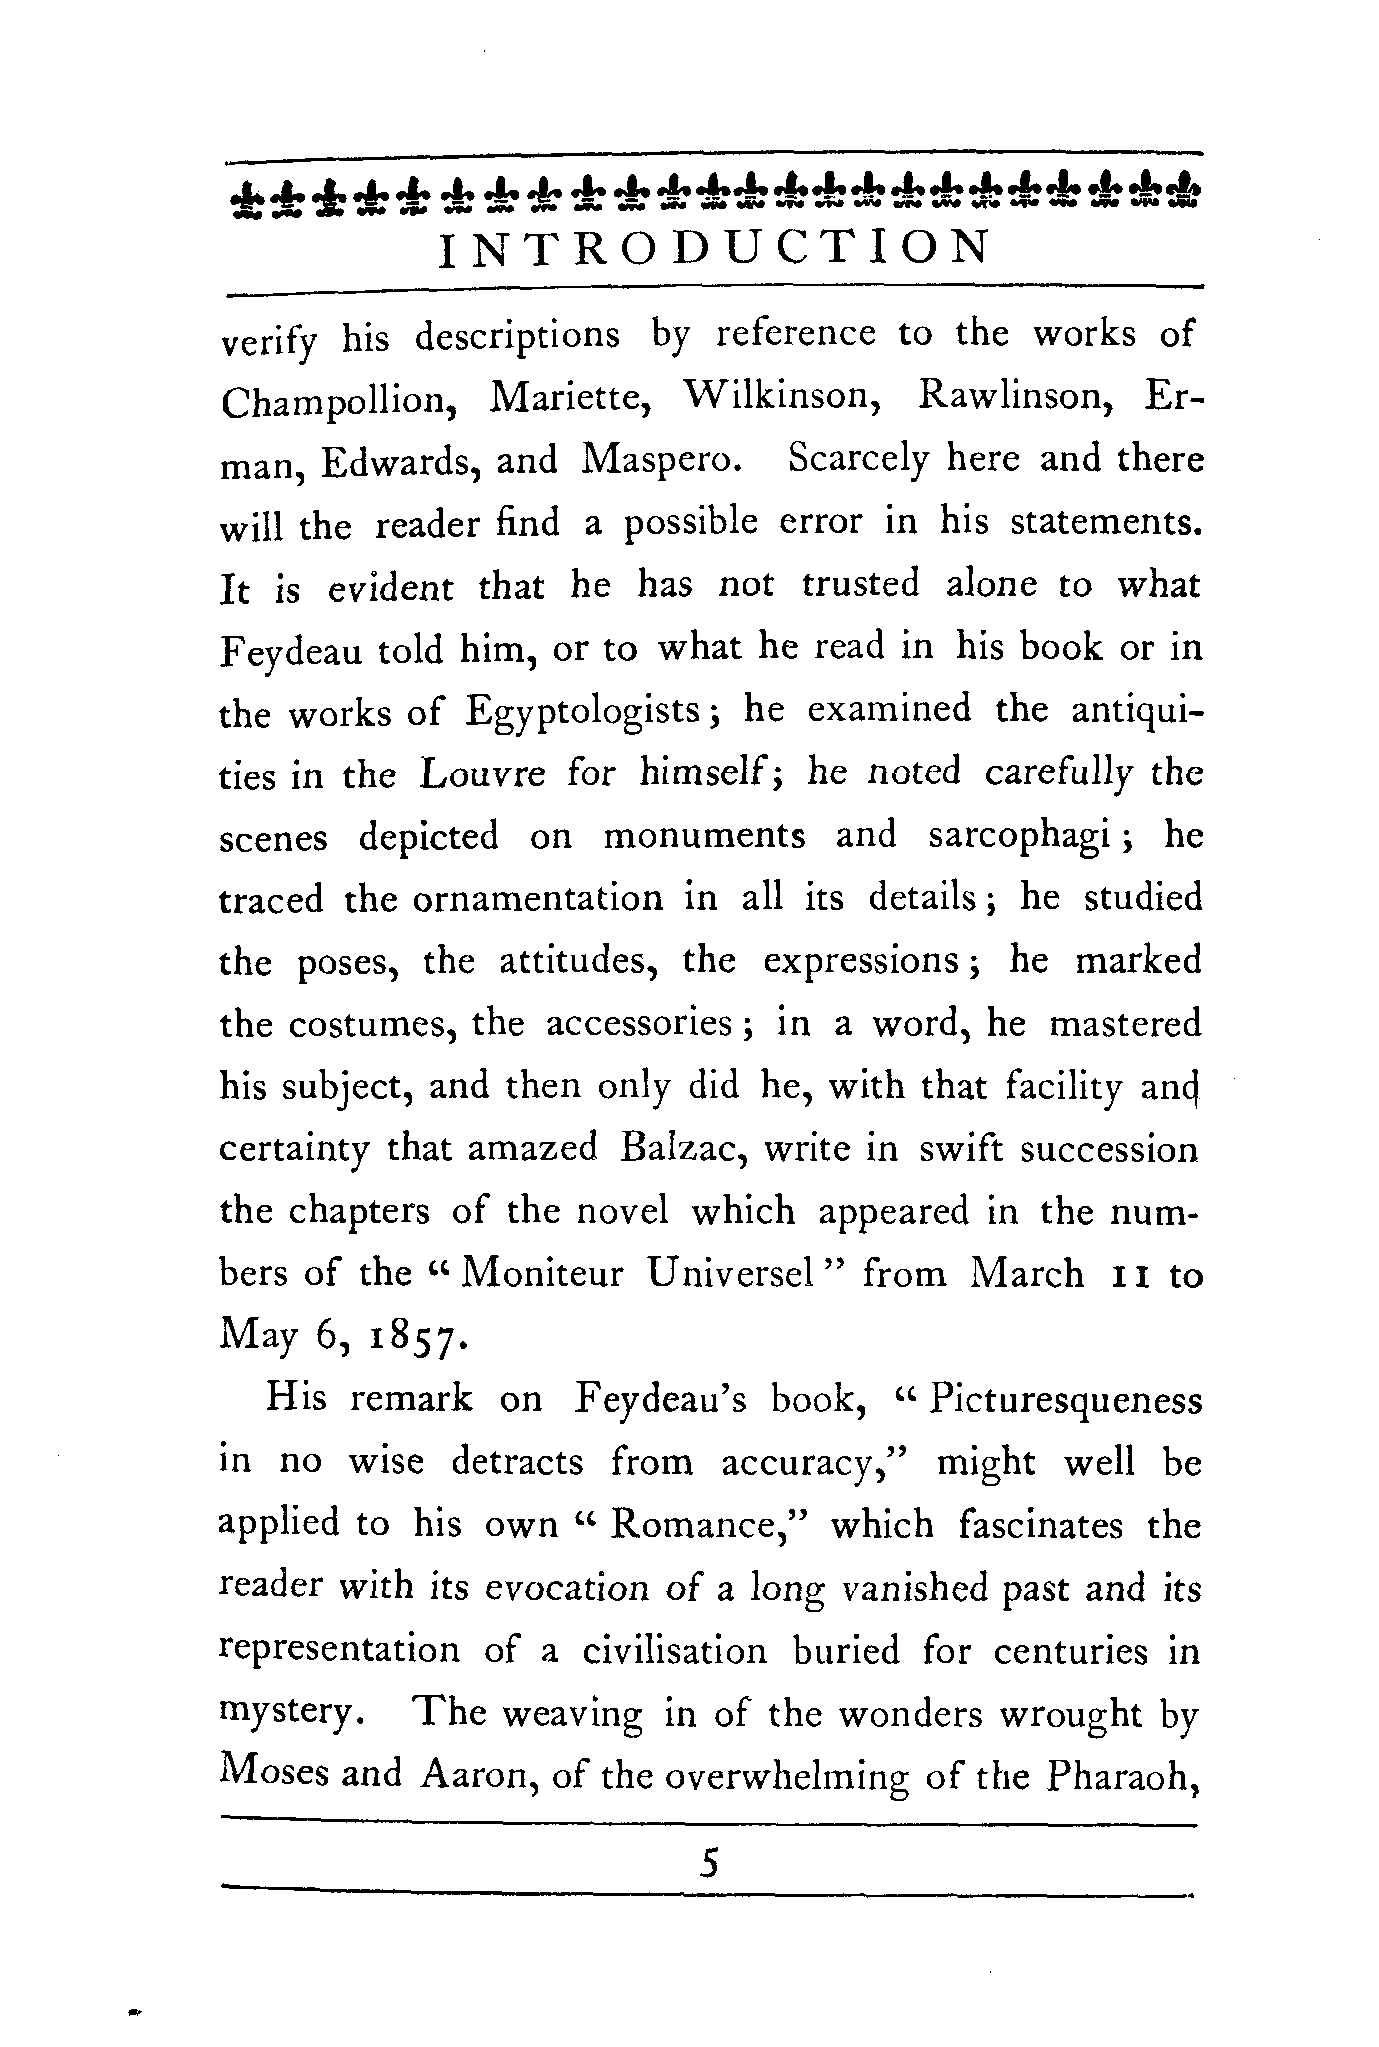 INTRODUCTION
verify his descriptions by reference to the works of
Champollion, Mariette, Wilkinson, Rawlinson, Er-
man, Edwards, and Maspero. Scarcely here and there
will the reader find a possible error in his statements.
It is evident that he has not trusted alone to what
Feydeau told him, or to what he read in his book or in
the works of Egyptologists; he examined the antiqui-
ties in the Louvre for himself; he noted carefully the
scenes depicted on monuments and sarcophagi; he
traced the ornamentation in all its details; he studied
the poses, the attitudes, the expressions; he marked
the costumes, the accessories; in a word, he mastered
his subject, and then only did he, with that facility and
certainty that amazed Balzac, write in swift succession
the chapters of the novel which appeared in the num-
bers of the "Moniteur Universel" from March 11 to
May 6, 1857.
His remark on Feydeau's book, "Picturesqueness
in no wise detracts from accuracy," might well be
applied to his own "Romance," which fascinates the
reader with its evocation of a long vanished past and its
representation of a civilisation buried for centuries in
mystery. The weaving in of the wonders wrought by
Moses and Aaron, of the overwhelming of the Pharaoh,
5